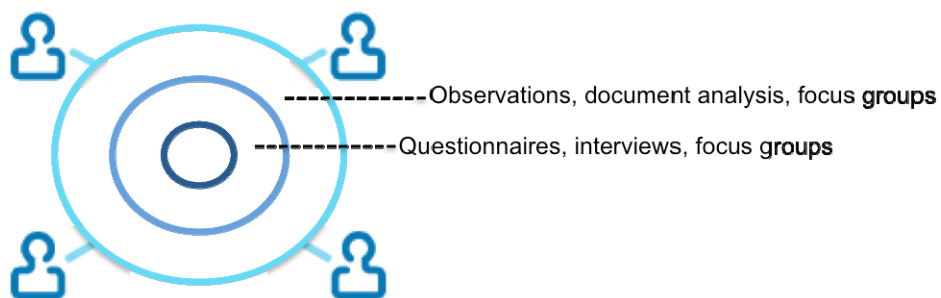 Observations, document analysis, focus groups
Questionnaires, interviews, focus groups